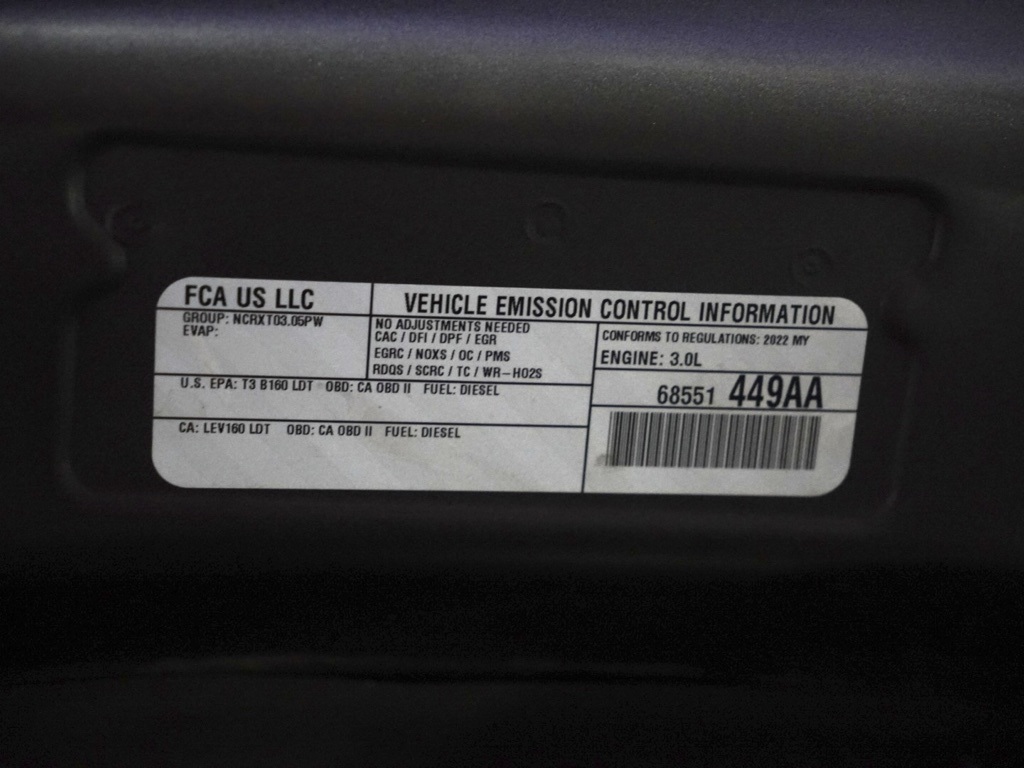 FCA US LLC
VEHICLE EMISSION CONTROL INFORMATION
GROUP: NCRXT03.05PW
EVAP:
NO ADJUSTMENTS NEEDED
CAC / DFI / DPF / EGR
EGRC / NOXS / OC / PMS
RDQS / SCRC / TC / WR-HO2S
CONFORMS TO REGULATIONS: 2022 MY
ENGINE: 3.0L
U.S. EPA: T3 B160 LDT OBD: CA OBD II FUEL: DIESEL
68551 449AA
CA: LEV160 LDT OBD: CA OBD II FUEL: DIESEL